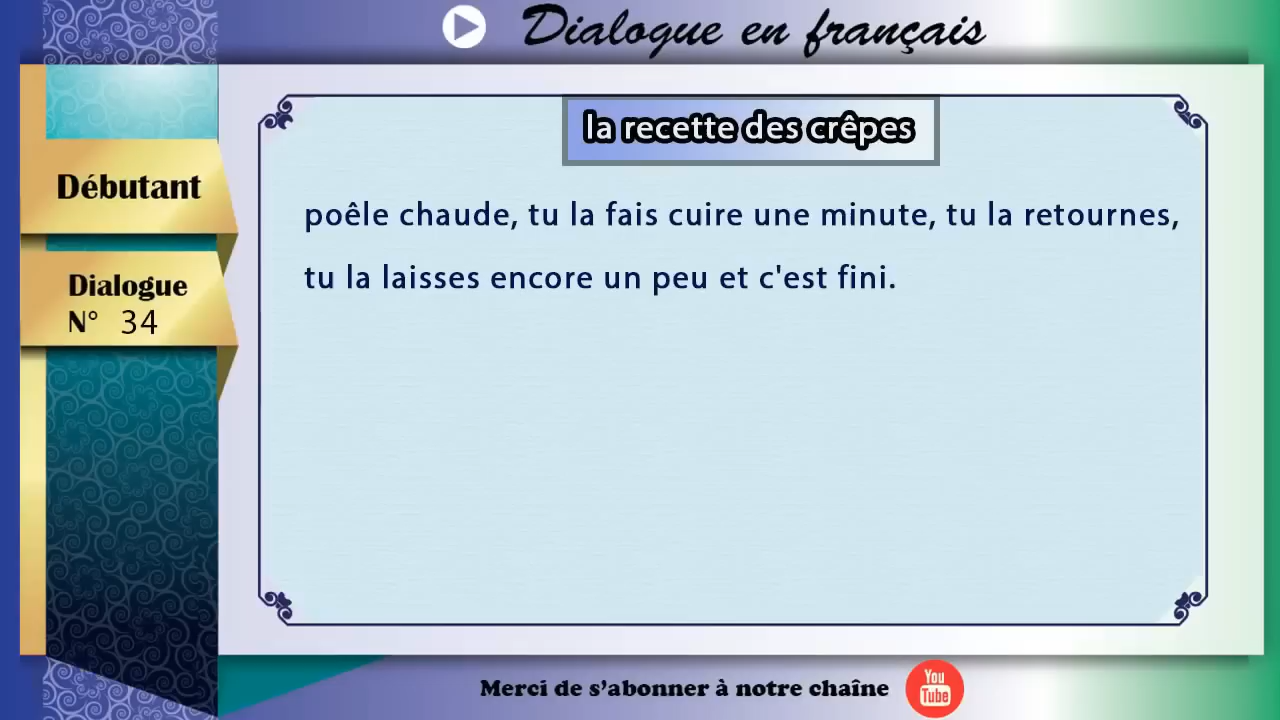 Dialogue en français
la recette des crêpes
Débutant
Dialogue
N° 34
poêle chaude, tu la fais cuire une minute, tu la retournes,
tu la laisses encore un peu et c'est fini.
Merci de s'abonner à notre chaîne
You
Tube